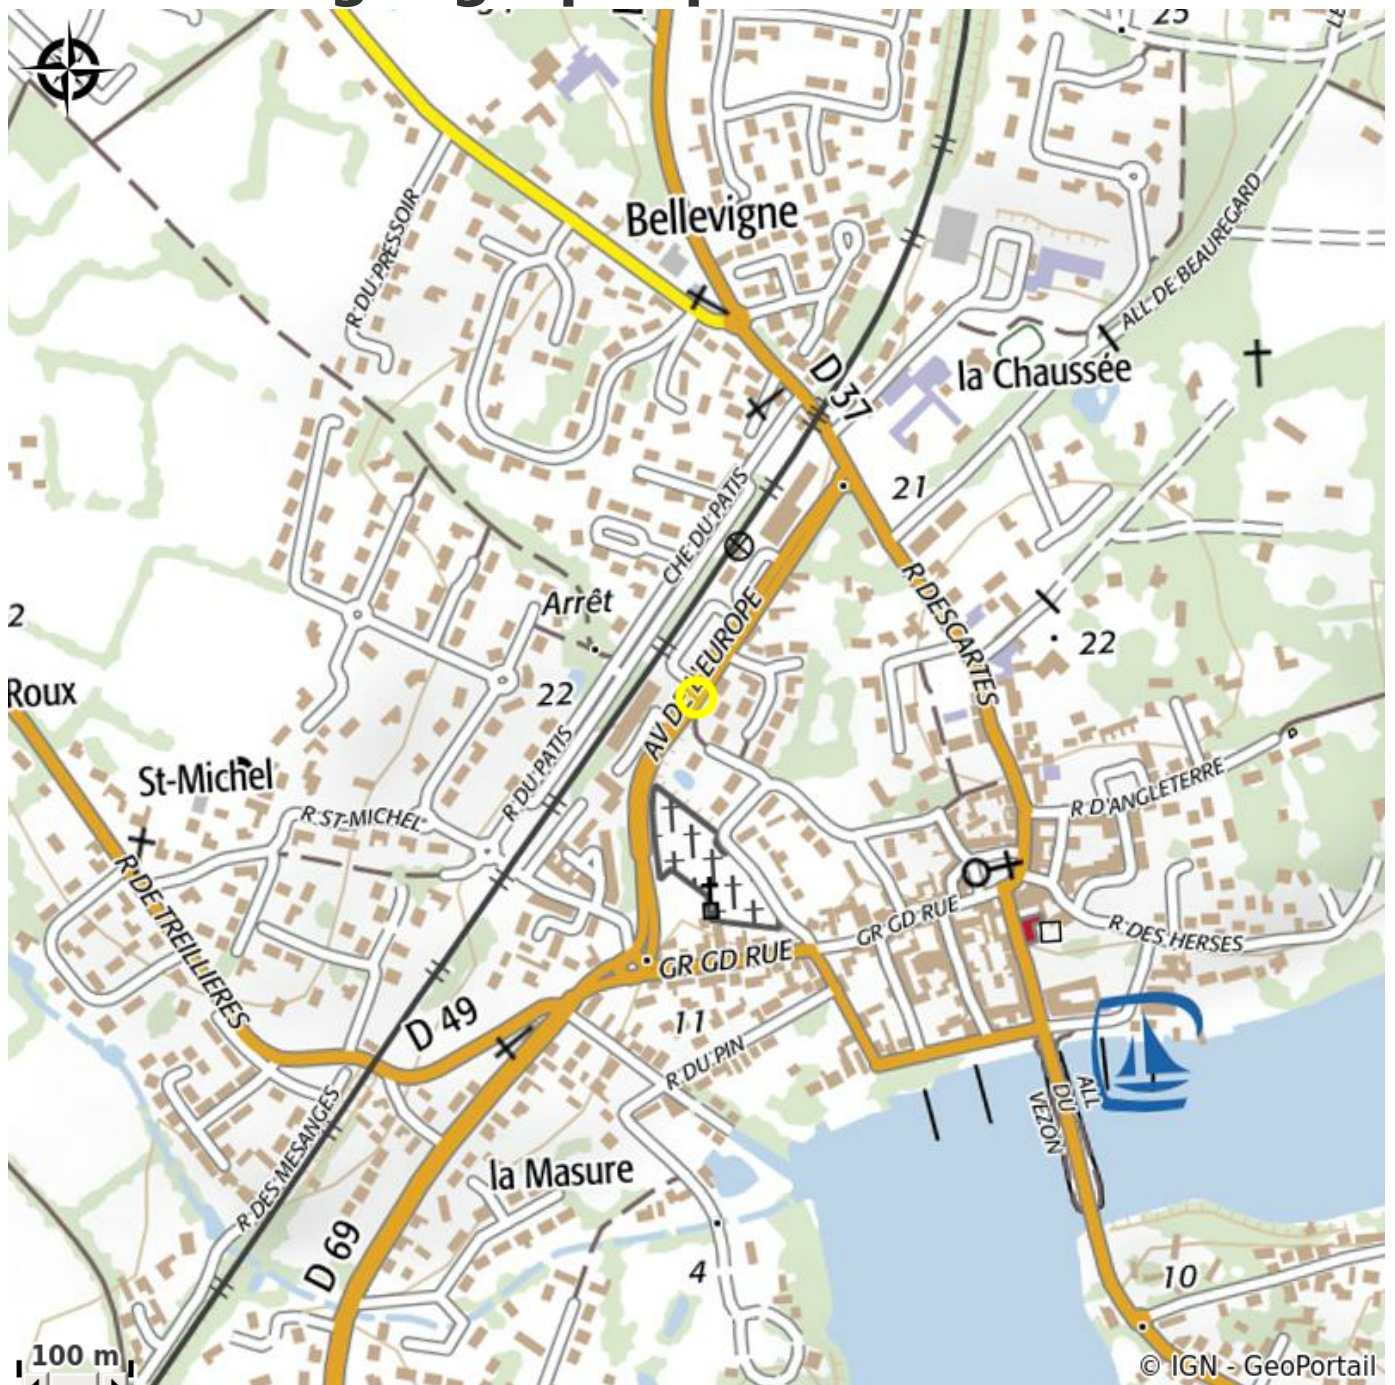 25
Bellevigne
R DU PRESSOIR
ALL DE BEAUREGARD
D 37
la Chaussée
21
CHE DU PATIS
Arrêt
R DESCARTES
AV DE L'EUROPE
2
22
Roux
22
St-Michel
R DU PATIS
R ST-MICHEL
R D'ANGLETERRE
R DE TREILLIERES
GR GD RUE
R DES HERSES
GR GD RUE
D 49
11
R DU PIN
ALL
DU
VEZON
R DES MESANGES
la Masure
D 69
4
10
100 m
© IGN - GeoPortail